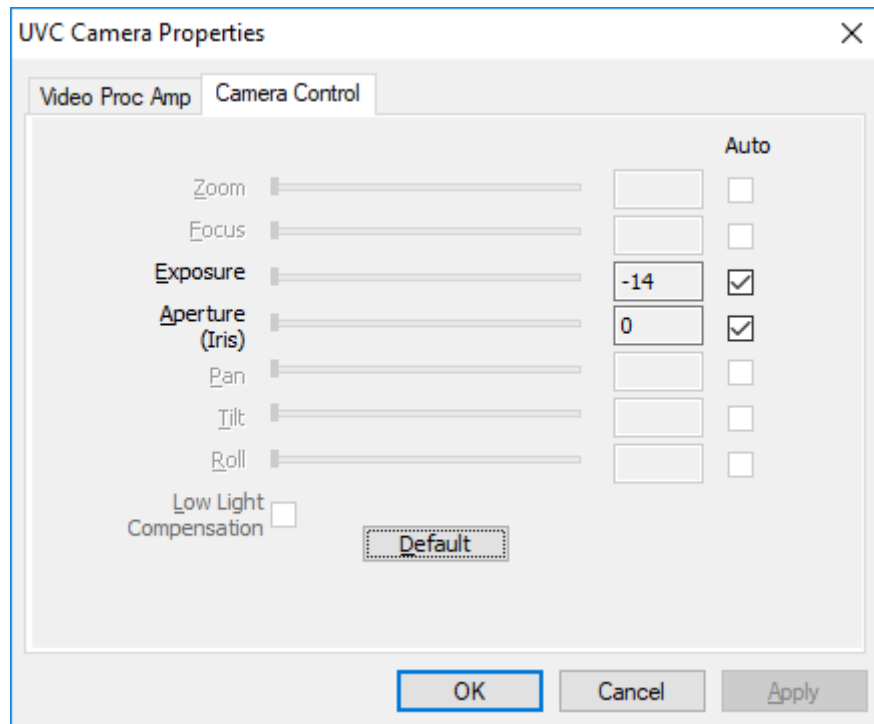 UVC Camera Properties
Video Proc Amp
Camera Control
Auto
Zoom
Focus
Exposure
-14
Aperture
(Iris)
0
Pan
Tilt
Roll
Low Light
Compensation
Default
OK
Cancel
Apply